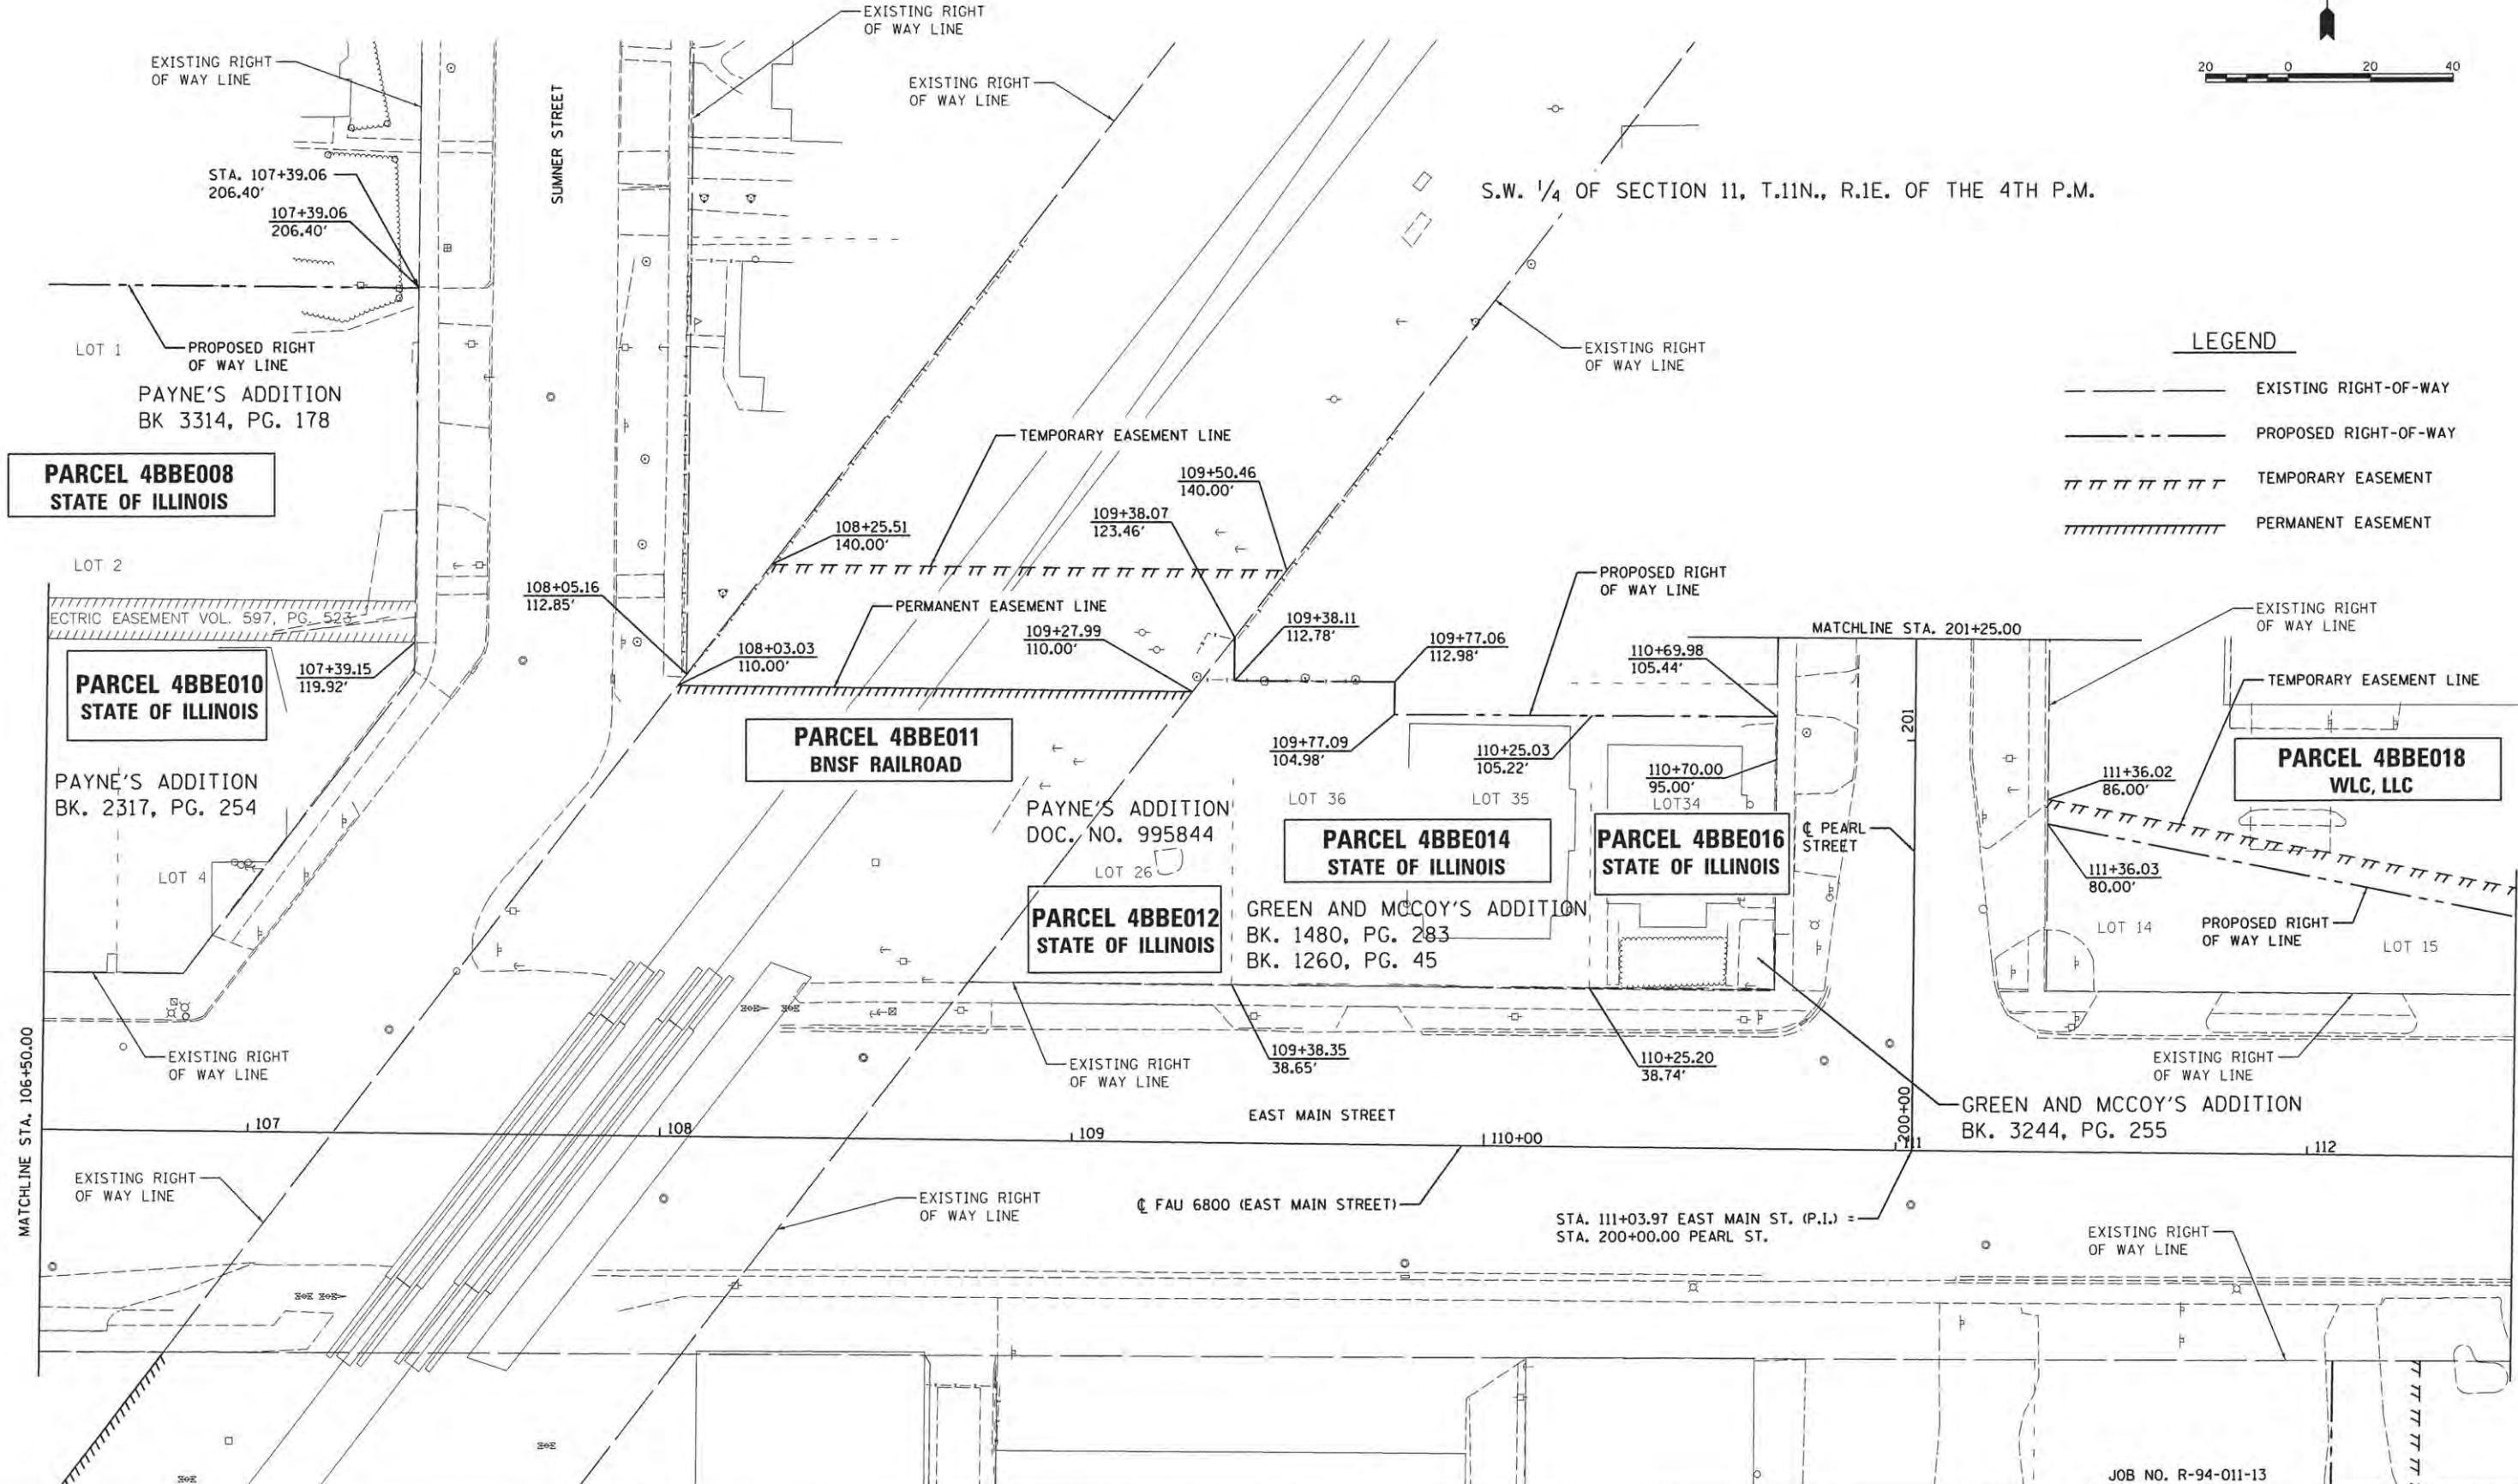 EXISTING RIGHT
OF WAY LINE
EXISTING RIGHT
OF WAY LINE
EXISTING RIGHT
OF WAY LINE
20 0 20 40
SUMNER STREET
STA. 107+39.06
206.40'
107+39.06
206.40'
S.W. 1/4 OF SECTION 11, T.11N., R.1E. OF THE 4TH P.M.
LOT 1
PROPOSED RIGHT
OF WAY LINE
PAYNE'S ADDITION
BK 3314, PG. 178
EXISTING RIGHT
OF WAY LINE
LEGEND
EXISTING RIGHT-OF-WAY
PROPOSED RIGHT-OF-WAY
TEMPORARY EASEMENT
PERMANENT EASEMENT
PARCEL 4BBE008
STATE OF ILLINOIS
TEMPORARY EASEMENT LINE
109+50.46
140.00'
109+38.07
123.46'
108+25.51
140.00'
LOT 2
108+05.16
112.85'
PERMANENT EASEMENT LINE
PROPOSED RIGHT
OF WAY LINE
ECTRIC EASEMENT VOL. 597, PG. 523
109+27.99
110.00'
109+38.11
112.78'
109+77.06
112.98'
MATCHLINE STA. 201+25.00
EXISTING RIGHT
OF WAY LINE
108+03.03
110.00'
110+69.98
105.44'
107+39.15
119.92'
PARCEL 4BBE010
STATE OF ILLINOIS
TEMPORARY EASEMENT LINE
201
PARCEL 4BBE011
BNSF RAILROAD
109+77.09
104.98'
110+25.03
105.22'
110+70.00
95.00'
PARCEL 4BBE018
WLC, LLC
111+36.02
86.00'
PAYNE'S ADDITION
BK. 2317, PG. 254
PAYNE'S ADDITION
DOC. NO. 995844
LOT 36
LOT 35
LOT34
PARCEL 4BBE014
STATE OF ILLINOIS
PARCEL 4BBE016
STATE OF ILLINOIS
℄ PEARL
STREET
111+36.03
80.00'
LOT 4
LOT 26
PARCEL 4BBE012
STATE OF ILLINOIS
GREEN AND MCCOY'S ADDITION
BK. 1480, PG. 283
BK. 1260, PG. 45
LOT 14
PROPOSED RIGHT
OF WAY LINE
LOT 15
MATCHLINE STA. 106+50.00
EXISTING RIGHT
OF WAY LINE
EXISTING RIGHT
OF WAY LINE
109+38.35
38.65'
110+25.20
38.74'
EXISTING RIGHT
OF WAY LINE
107
108
109
EAST MAIN STREET
110+00
200+00
111
112
GREEN AND MCCOY'S ADDITION
BK. 3244, PG. 255
EXISTING RIGHT
OF WAY LINE
EXISTING RIGHT
OF WAY LINE
℄ FAU 6800 (EAST MAIN STREET)
STA. 111+03.97 EAST MAIN ST. (P.I.) =
STA. 200+00.00 PEARL ST.
EXISTING RIGHT
OF WAY LINE
JOB NO. R-94-011-13